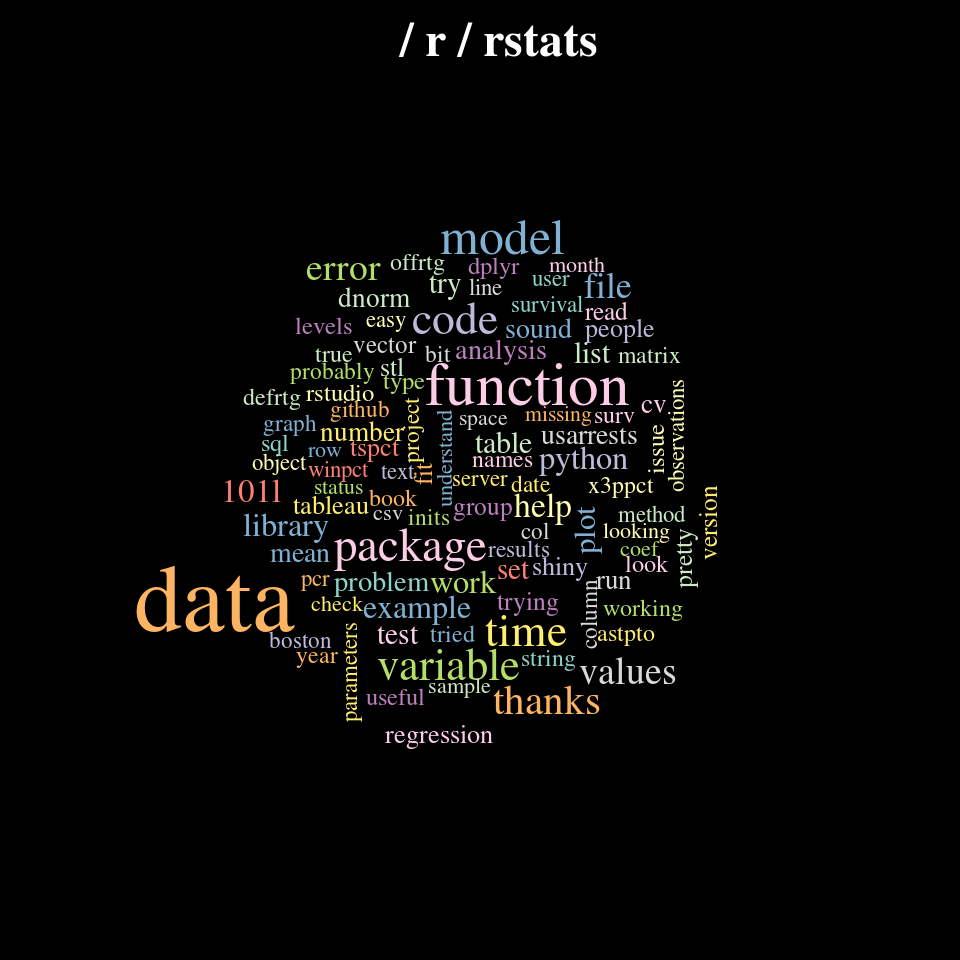 / r / rstats
model
error
offrtg
dplyr
month
try
line
user
file
dnorm
survival
read
levels
easy
code
sound
people
true
vector
bit
analysis
list
matrix
probably
stl
type
function
defrtg
rstudio
github
project
understand
space
missing
surv
cv
issue
observations
graph
number
sql
row
tspct
table
usarrests
object
winpct
text
fit
names
python
101l
status
server
date
x3ppct
tableau
book
csv
inits
group
help
plot
method
version
library
col
looking
mean
package
results
coef
pretty
look
set
shiny
run
data
pcr
problem
work
column
check
example
trying
working
boston
parameters
test
tried
time
astpto
year
variable
string
values
useful
sample
thanks
regression